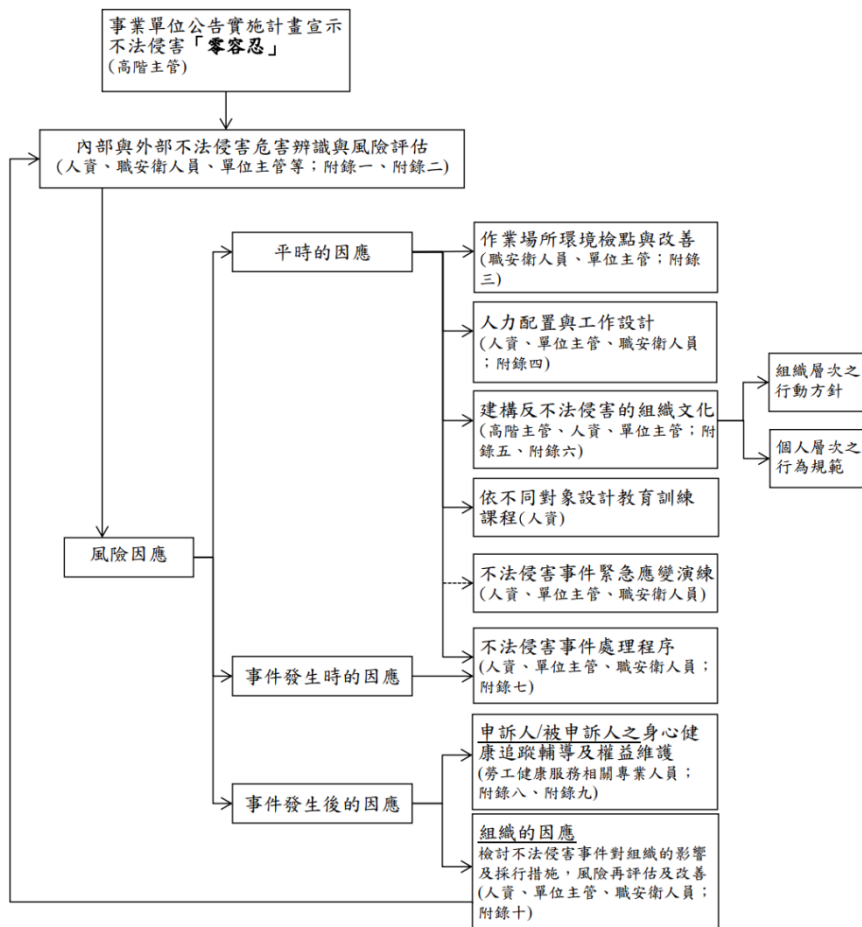 事業單位公告實施計畫宣示
不法侵害「零容忍」
(高階主管)
內部與外部不法侵害危害辨識與風險評估
(人資、職安衛人員、單位主管等；附錄一、附錄二)
風險因應
平時的因應
作業場所環境檢點與改善
(職安衛人員、單位主管；附錄
三)
人力配置與工作設計
(人資、單位主管、職安衛人員
；附錄四)
建構反不法侵害的組織文化
(高階主管、人資、單位主管；附
錄五、附錄六)
組織層次之
行動方針
個人層次之
行為規範
依不同對象設計教育訓練
課程(人資)
不法侵害事件緊急應變演練
(人資、單位主管、職安衛人員)
事件發生時的因應
不法侵害事件處理程序
(人資、單位主管、職安衛人員；
附錄七)
事件發生後的因應
申訴人/被申訴人之身心健
康追蹤輔導及權益維護
(勞工健康服務相關專業人員；
附錄八、附錄九)
組織的因應
檢討不法侵害事件對組織的影響
及採行措施，風險再評估及改善
(人資、單位主管、職安衛人員；
附錄十)